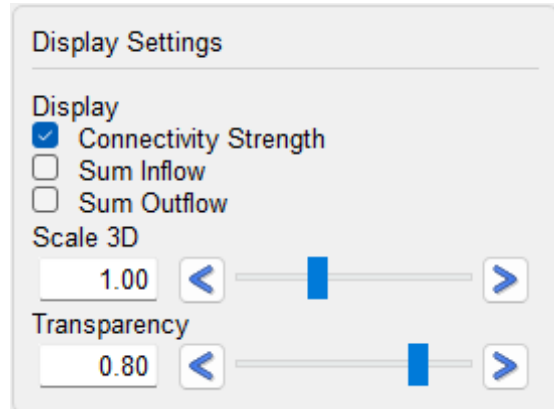 Display Settings
Display
Connectivity Strength
Sum Inflow
Sum Outflow
Scale 3D
1.00
Transparency
0.80